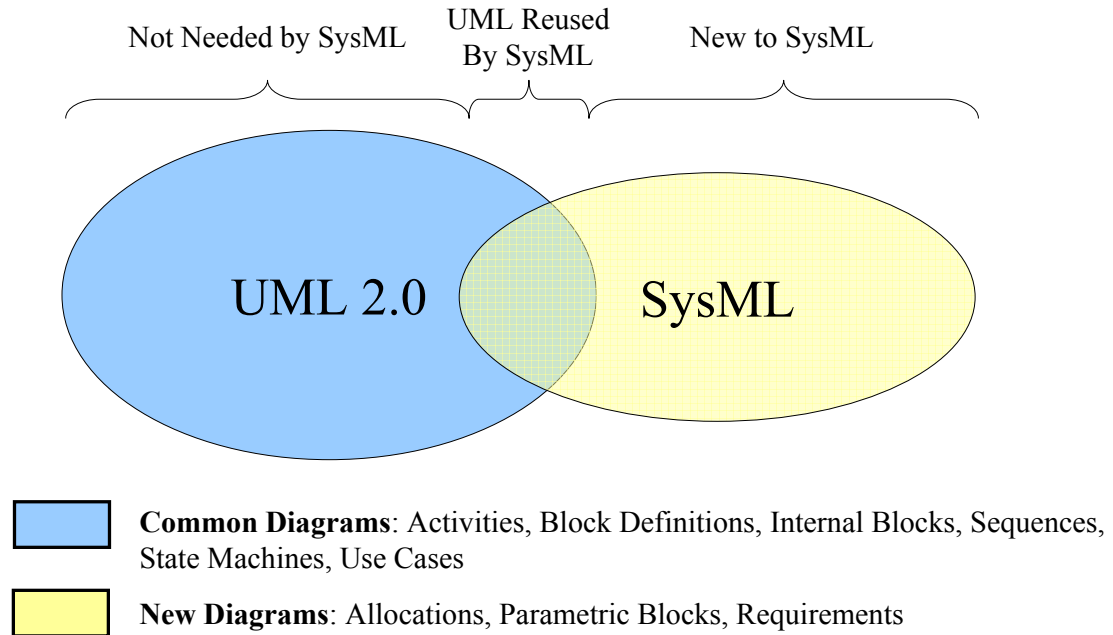 Not Needed by SysML
UML Reused
By SysML
New to SysML
UML 2.0
SysML
Common Diagrams: Activities, Block Definitions, Internal Blocks, Sequences,
State Machines, Use Cases
New Diagrams: Allocations, Parametric Blocks, Requirements